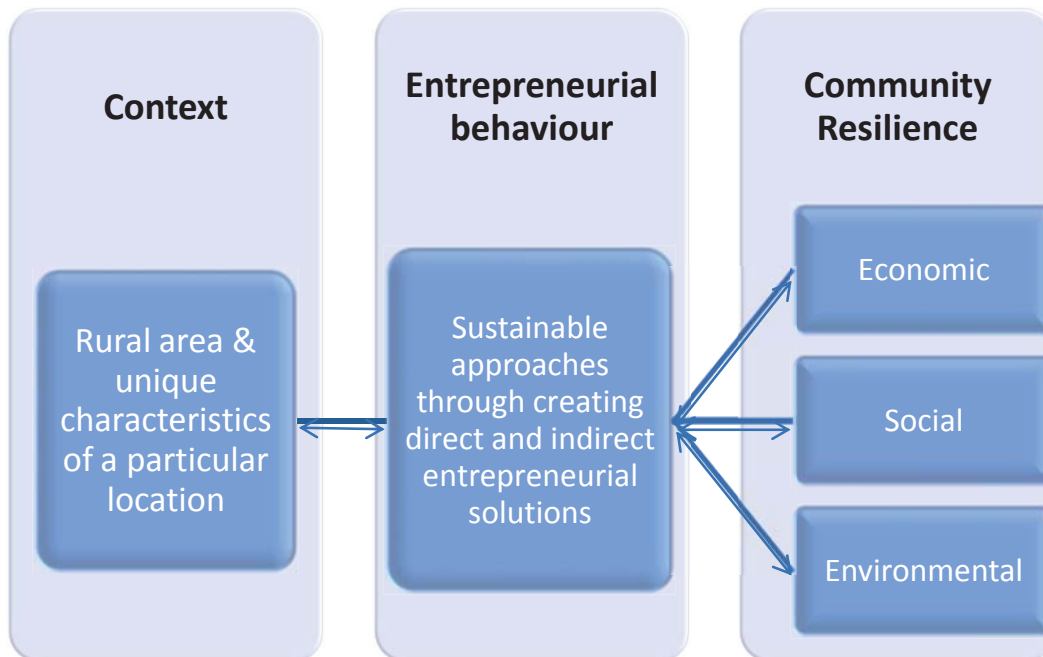 Context
Rural area &
unique
characteristics
of a particular
location
Entrepreneurial
behaviour
Sustainable
approaches
through creating
direct and indirect
entrepreneurial
solutions
Community
Resilience
Economic
Social
Environmental